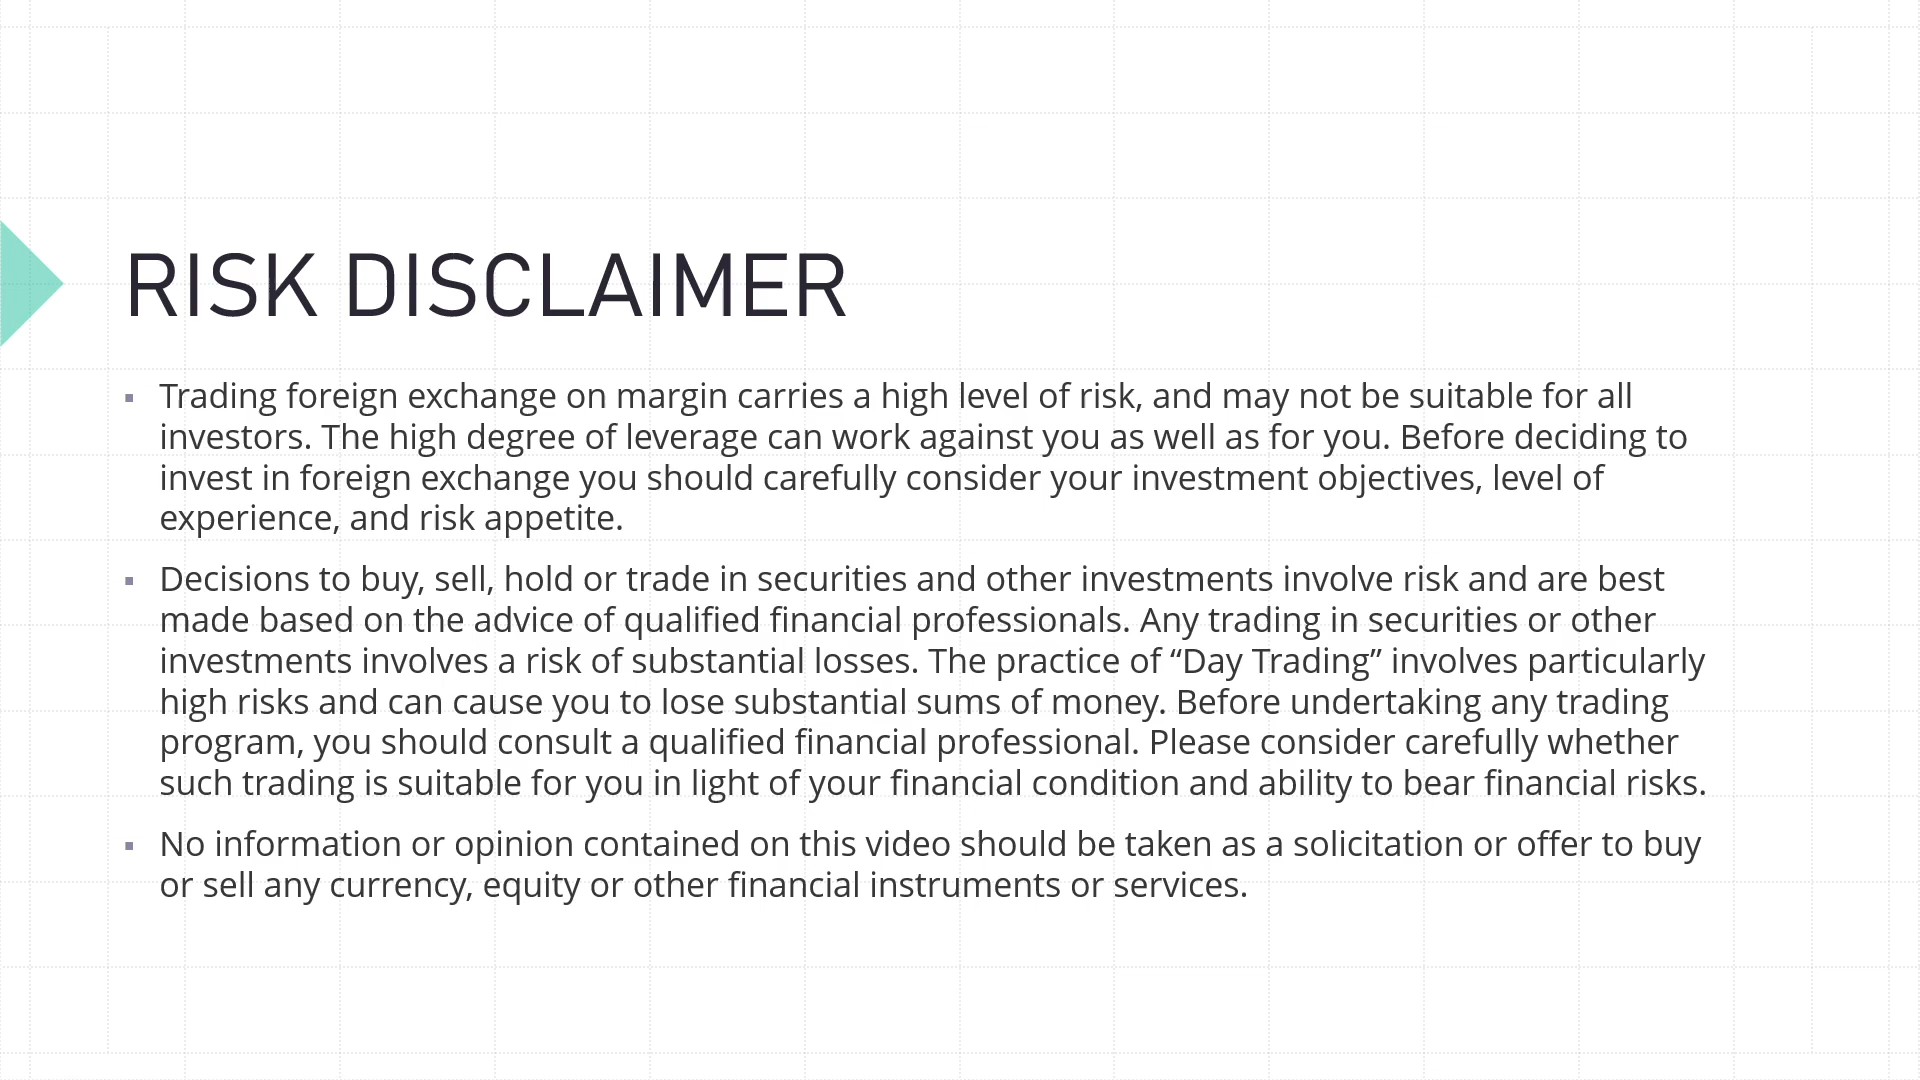 RISK DISCLAIMER
▪ Trading foreign exchange on margin carries a high level of risk, and may not be suitable for all
investors. The high degree of leverage can work against you as well as for you. Before deciding to
invest in foreign exchange you should carefully consider your investment objectives, level of
experience, and risk appetite.
▪ Decisions to buy, sell, hold or trade in securities and other investments involve risk and are best
made based on the advice of qualified financial professionals. Any trading in securities or other
investments involves a risk of substantial losses. The practice of “Day Trading” involves particularly
high risks and can cause you to lose substantial sums of money. Before undertaking any trading
program, you should consult a qualified financial professional. Please consider carefully whether
such trading is suitable for you in light of your financial condition and ability to bear financial risks.
▪ No information or opinion contained on this video should be taken as a solicitation or offer to buy
or sell any currency, equity or other financial instruments or services.